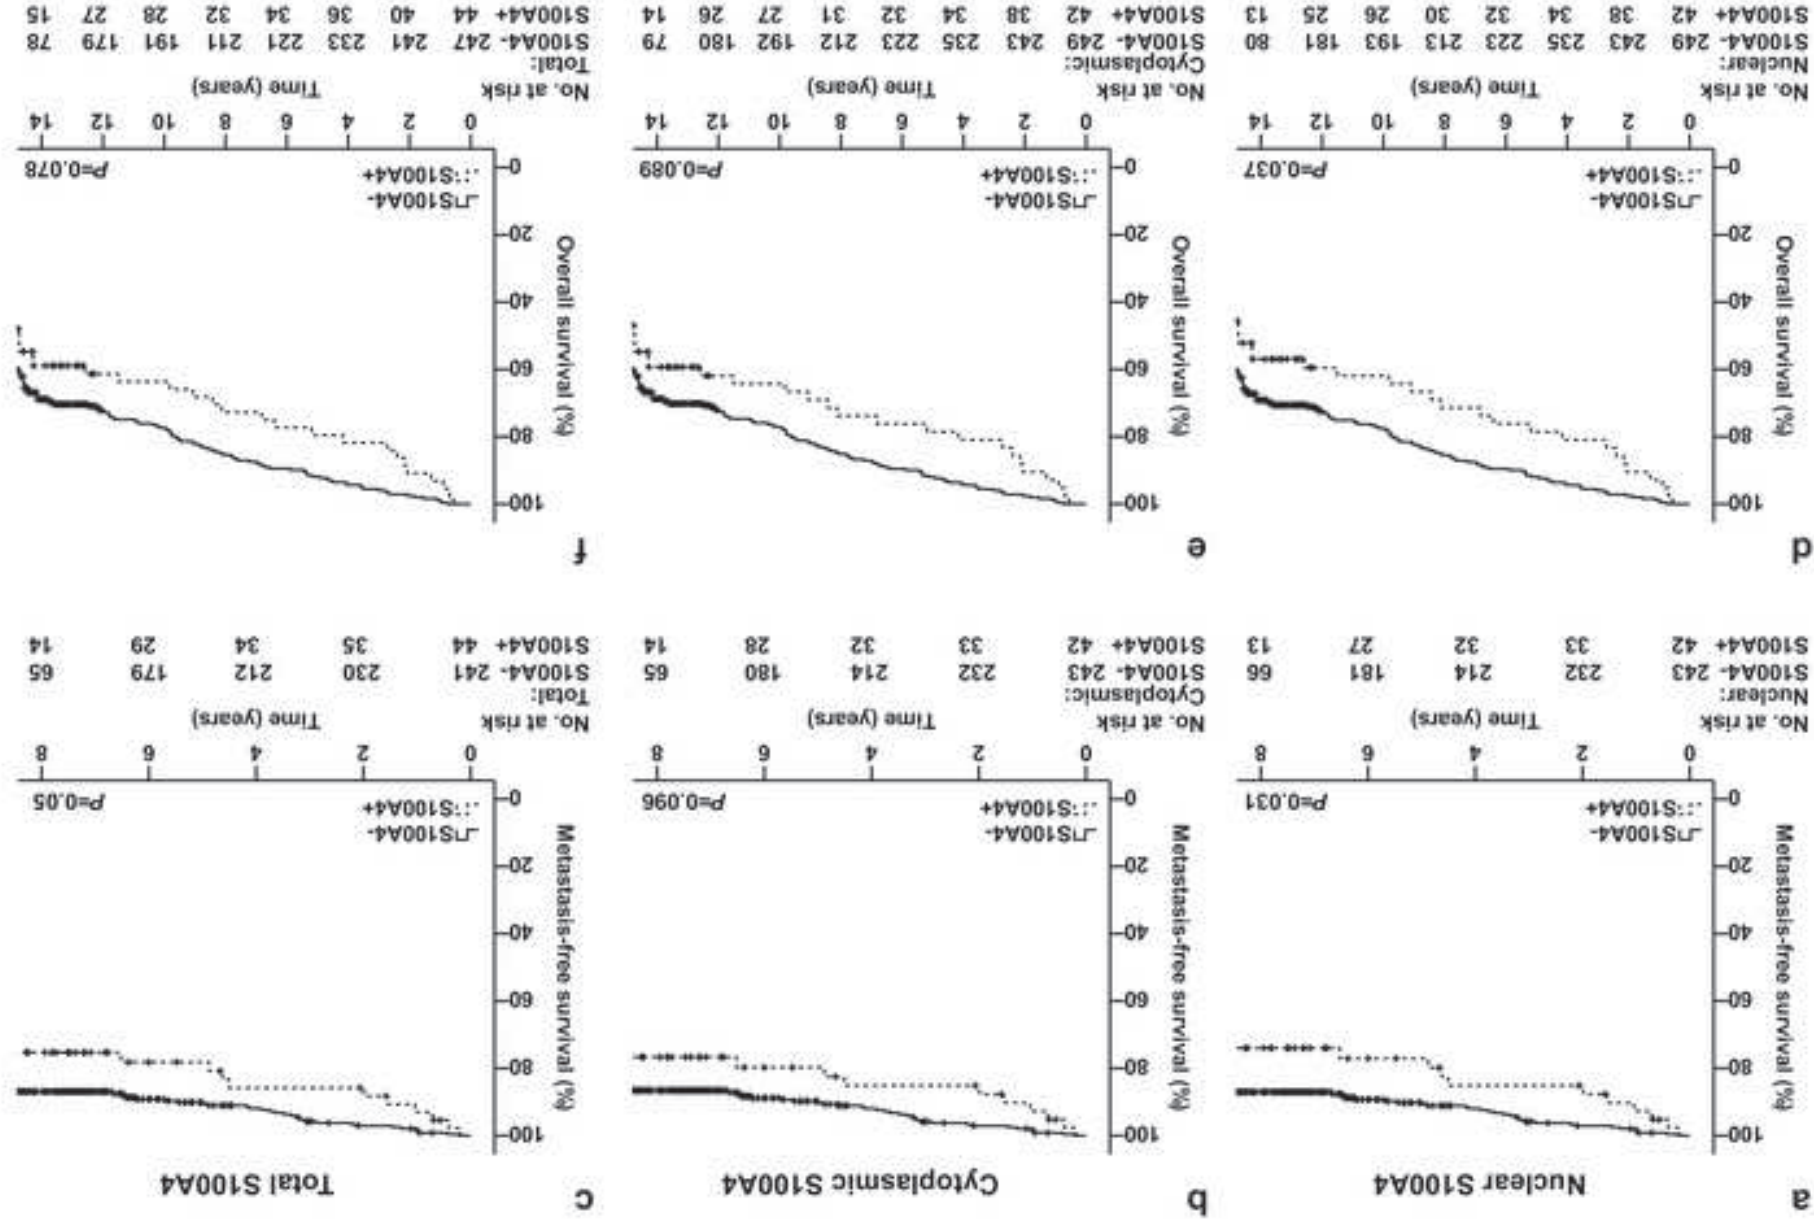 a
Nuclear S100A4
Metastasis-free survival (%)
100
80
60
40
20
0
S100A4-
S100A4+
P=0.031
0 2 4 6 8
Time (years)
No. at risk
Nuclear:
S100A4- 243 232 214 181 66
S100A4+ 42 33 32 27 13
b
Cytoplasmic S100A4
Metastasis-free survival (%)
100
80
60
40
20
0
S100A4-
S100A4+
P=0.096
0 2 4 6 8
Time (years)
No. at risk
Cytoplasmic:
S100A4- 243 232 214 180 65
S100A4+ 42 33 32 28 14
c
Total S100A4
Metastasis-free survival (%)
100
80
60
40
20
0
S100A4-
S100A4+
P=0.05
0 2 4 6 8
Time (years)
No. at risk
Total:
S100A4- 241 230 212 179 65
S100A4+ 44 35 34 29 14
d
Overall survival (%)
100
80
60
40
20
0
S100A4-
S100A4+
P=0.037
0 2 4 6 8 10 12 14
Time (years)
No. at risk
Nuclear:
S100A4- 249 243 235 223 213 193 181 80
S100A4+ 42 38 34 32 30 26 25 13
e
Overall survival (%)
100
80
60
40
20
0
S100A4-
S100A4+
P=0.089
0 2 4 6 8 10 12 14
Time (years)
No. at risk
Cytoplasmic:
S100A4- 249 243 235 223 212 192 180 79
S100A4+ 42 38 34 32 31 27 26 14
f
Overall survival (%)
100
80
60
40
20
0
S100A4-
S100A4+
P=0.078
0 2 4 6 8 10 12 14
Time (years)
No. at risk
Total:
S100A4- 247 241 233 221 211 191 179 78
S100A4+ 44 40 36 34 32 28 27 15